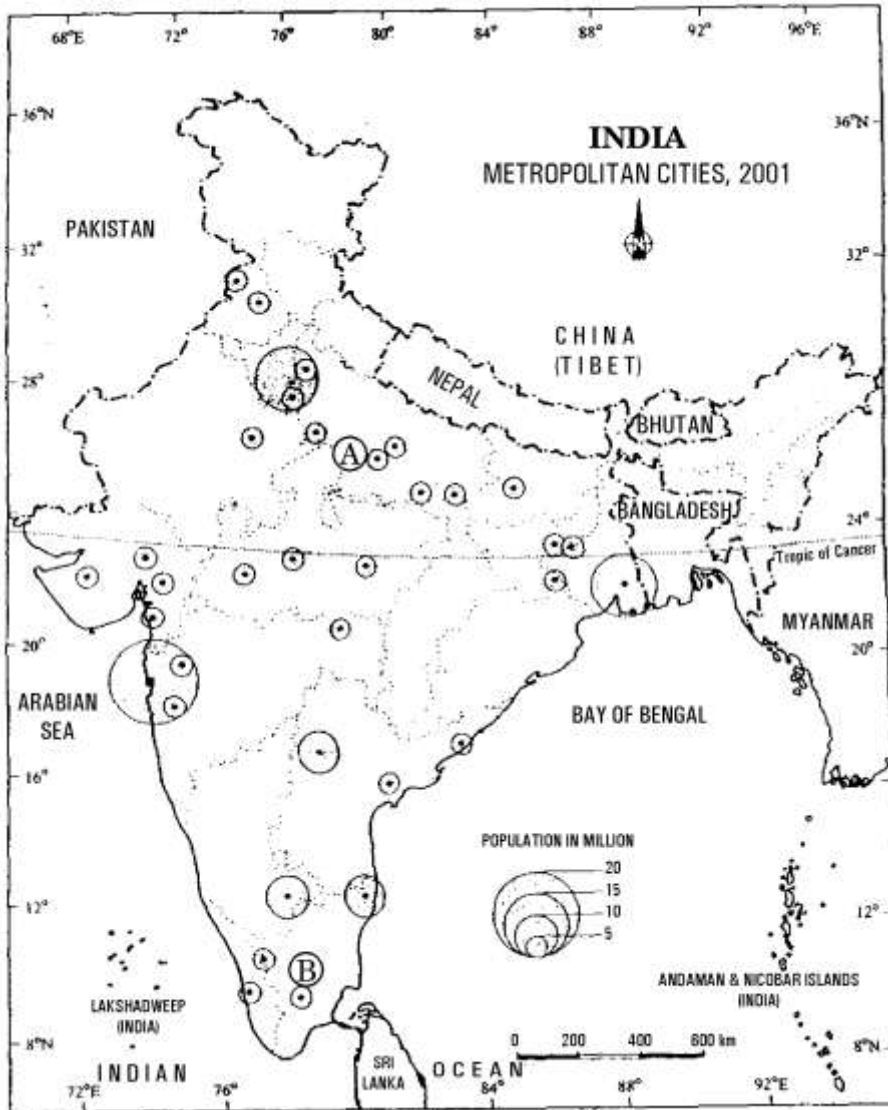 68°E 72° 76° 80° 84° 88° 92° 96°E
36°N 36°N
INDIA
METROPOLITAN CITIES, 2001
PAKISTAN
N
32° 32°
CHINA
(TIBET)
28°
NEPAL
BHUTAN
A
BANGLADESH
24°
Tropic of Cancer
MYANMAR
20° 20°
ARABIAN
SEA
BAY OF BENGAL
16° 16°
POPULATION IN MILLION
20
15
10
5
12° 12°
B
ANDAMAN & NICOBAR ISLANDS
(INDIA)
LAKSHADWEEP
(INDIA)
0 200 400 600 km
8°N 8°N
INDIAN OCEAN
SRI
LANKA
72°E 76° 84° 88° 92°E